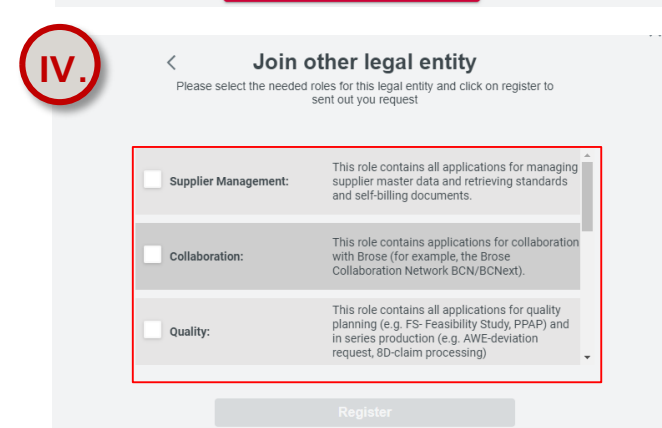 IV.
Join other legal entity
Please select the needed roles for this legal entity and click on register to
sent out you request
Supplier Management:
This role contains all applications for managing
supplier master data and retrieving standards
and self-billing documents.
Collaboration:
This role contains applications for collaboration
with Brose (for example, the Brose
Collaboration Network BCN/BCNext).
Quality:
This role contains all applications for quality
planning (e.g. FS- Feasibility Study, PPAP) and
in series production (e.g. AWE-deviation
request, 8D-claim processing)
Register